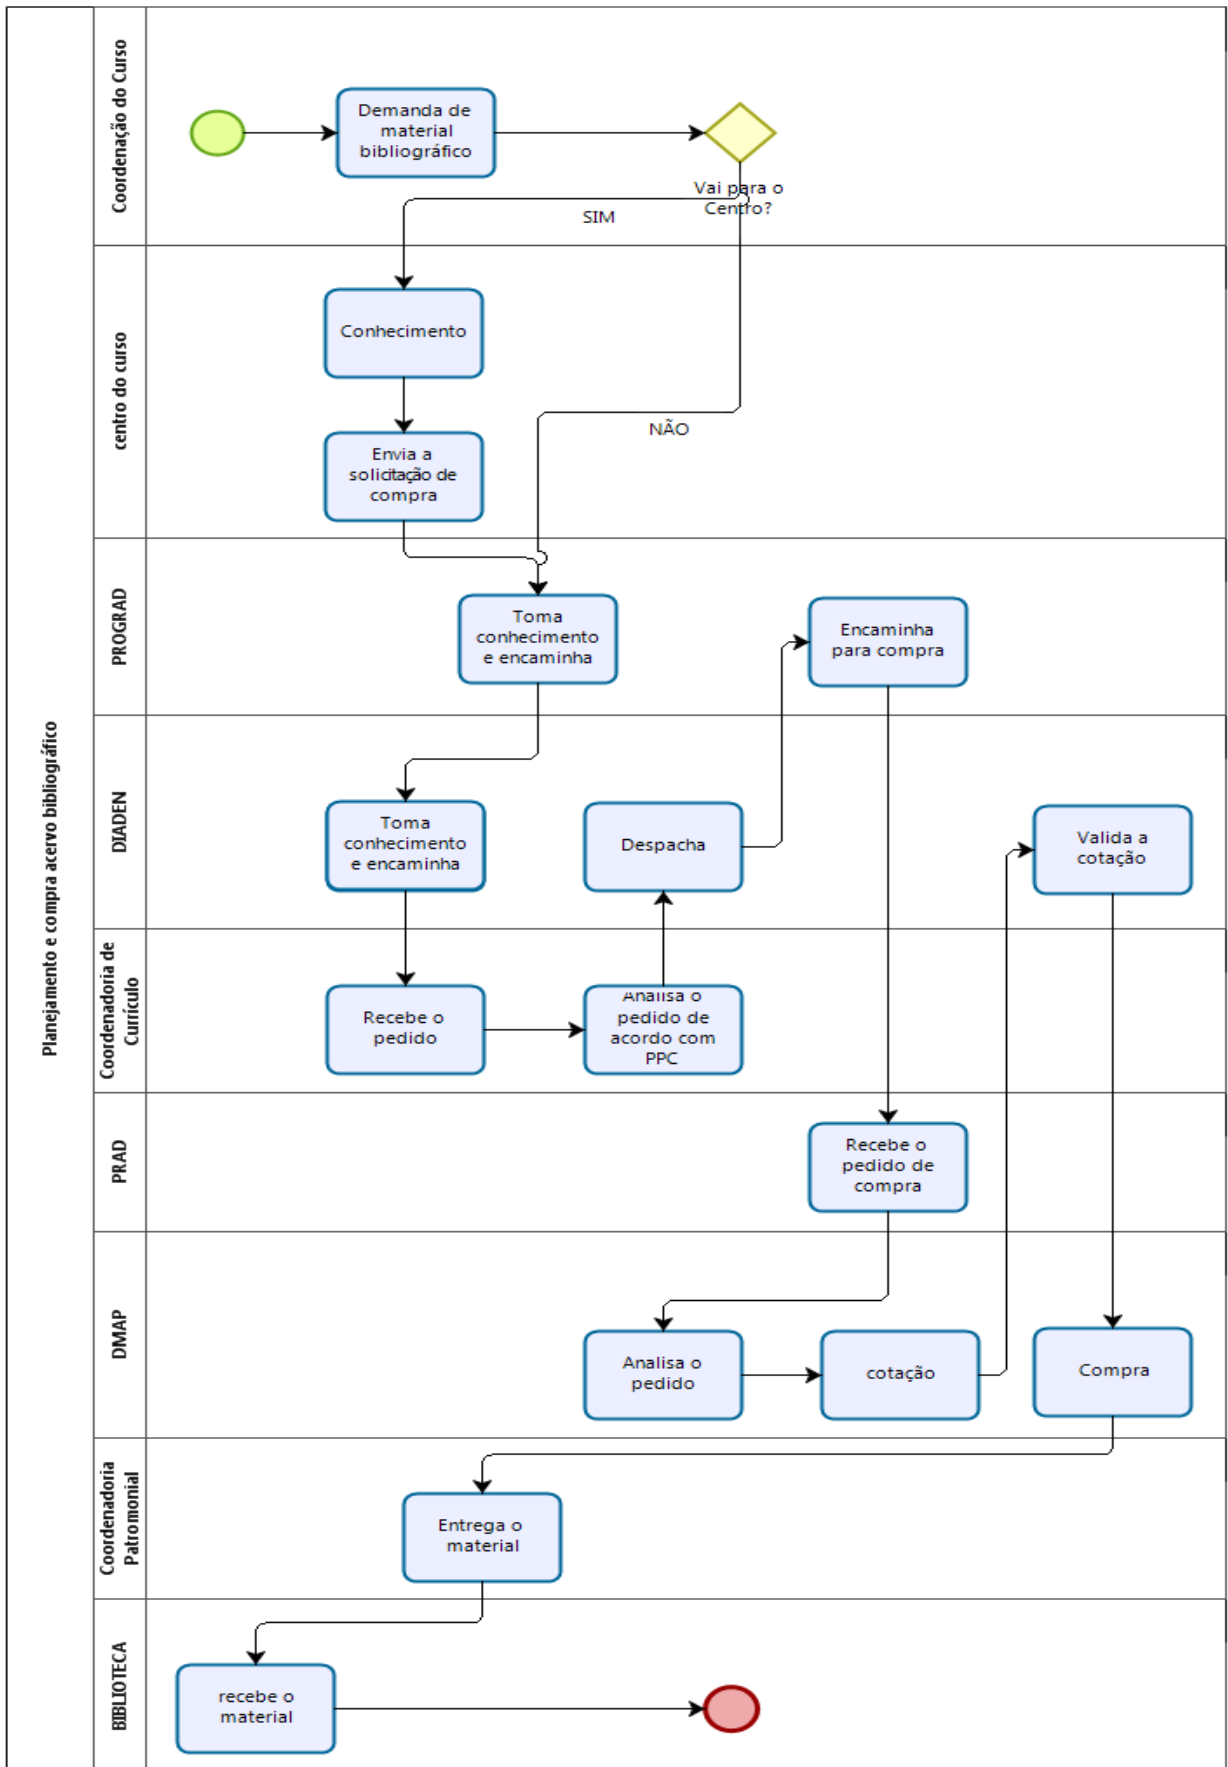 Planejamento e compra acervo bibliográfico
Coordenação do Curso
Demanda de
material
bibliográfico
Vai para o
Centro?
SIM
centro do curso
Conhecimento
NÃO
Envia a
solicitação de
compra
PROGRAD
Toma
conhecimento
e encaminha
Encaminha
para compra
DIADEN
Toma
conhecimento
e encaminha
Despacha
Valida a
cotação
Coordenadoria de
Currículo
Recebe o
pedido
Analisa o
pedido de
acordo com
PPC
PRAD
Recebe o
pedido de
compra
DMAP
Analisa o
pedido
cotação
Compra
Coordenadoria
Patromonial
Entrega o
material
BIBLIOTECA
recebe o
material